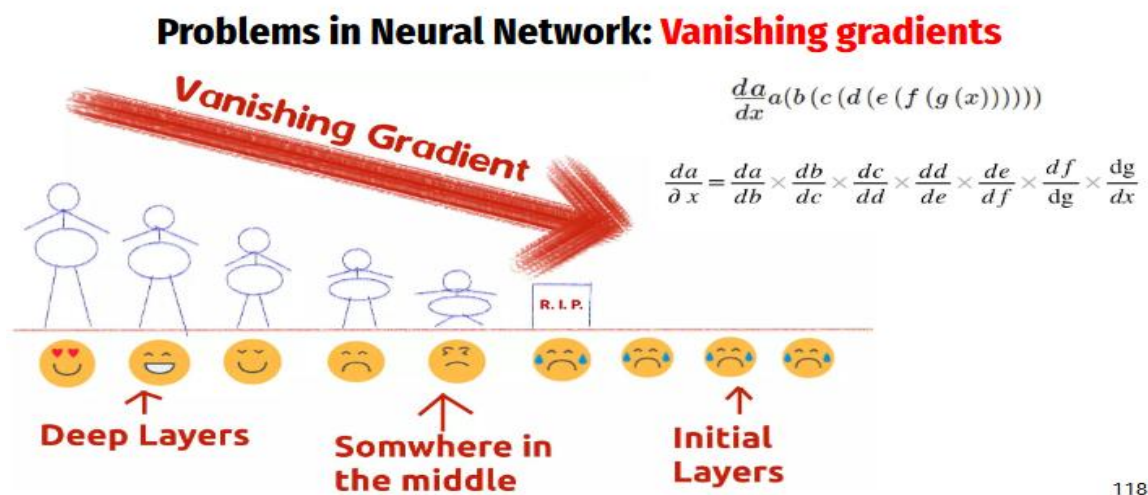 Problems in Neural Network: Vanishing gradients
Vanishing Gradient
da/dx a(b (c (d (e (f (g (x))))))
da/∂x = da/db × db/dc × dc/dd × dd/de × de/df × df/dg × dg/dx
R. I. P.
Deep Layers
Somwhere in
the middle
Initial
Layers
118